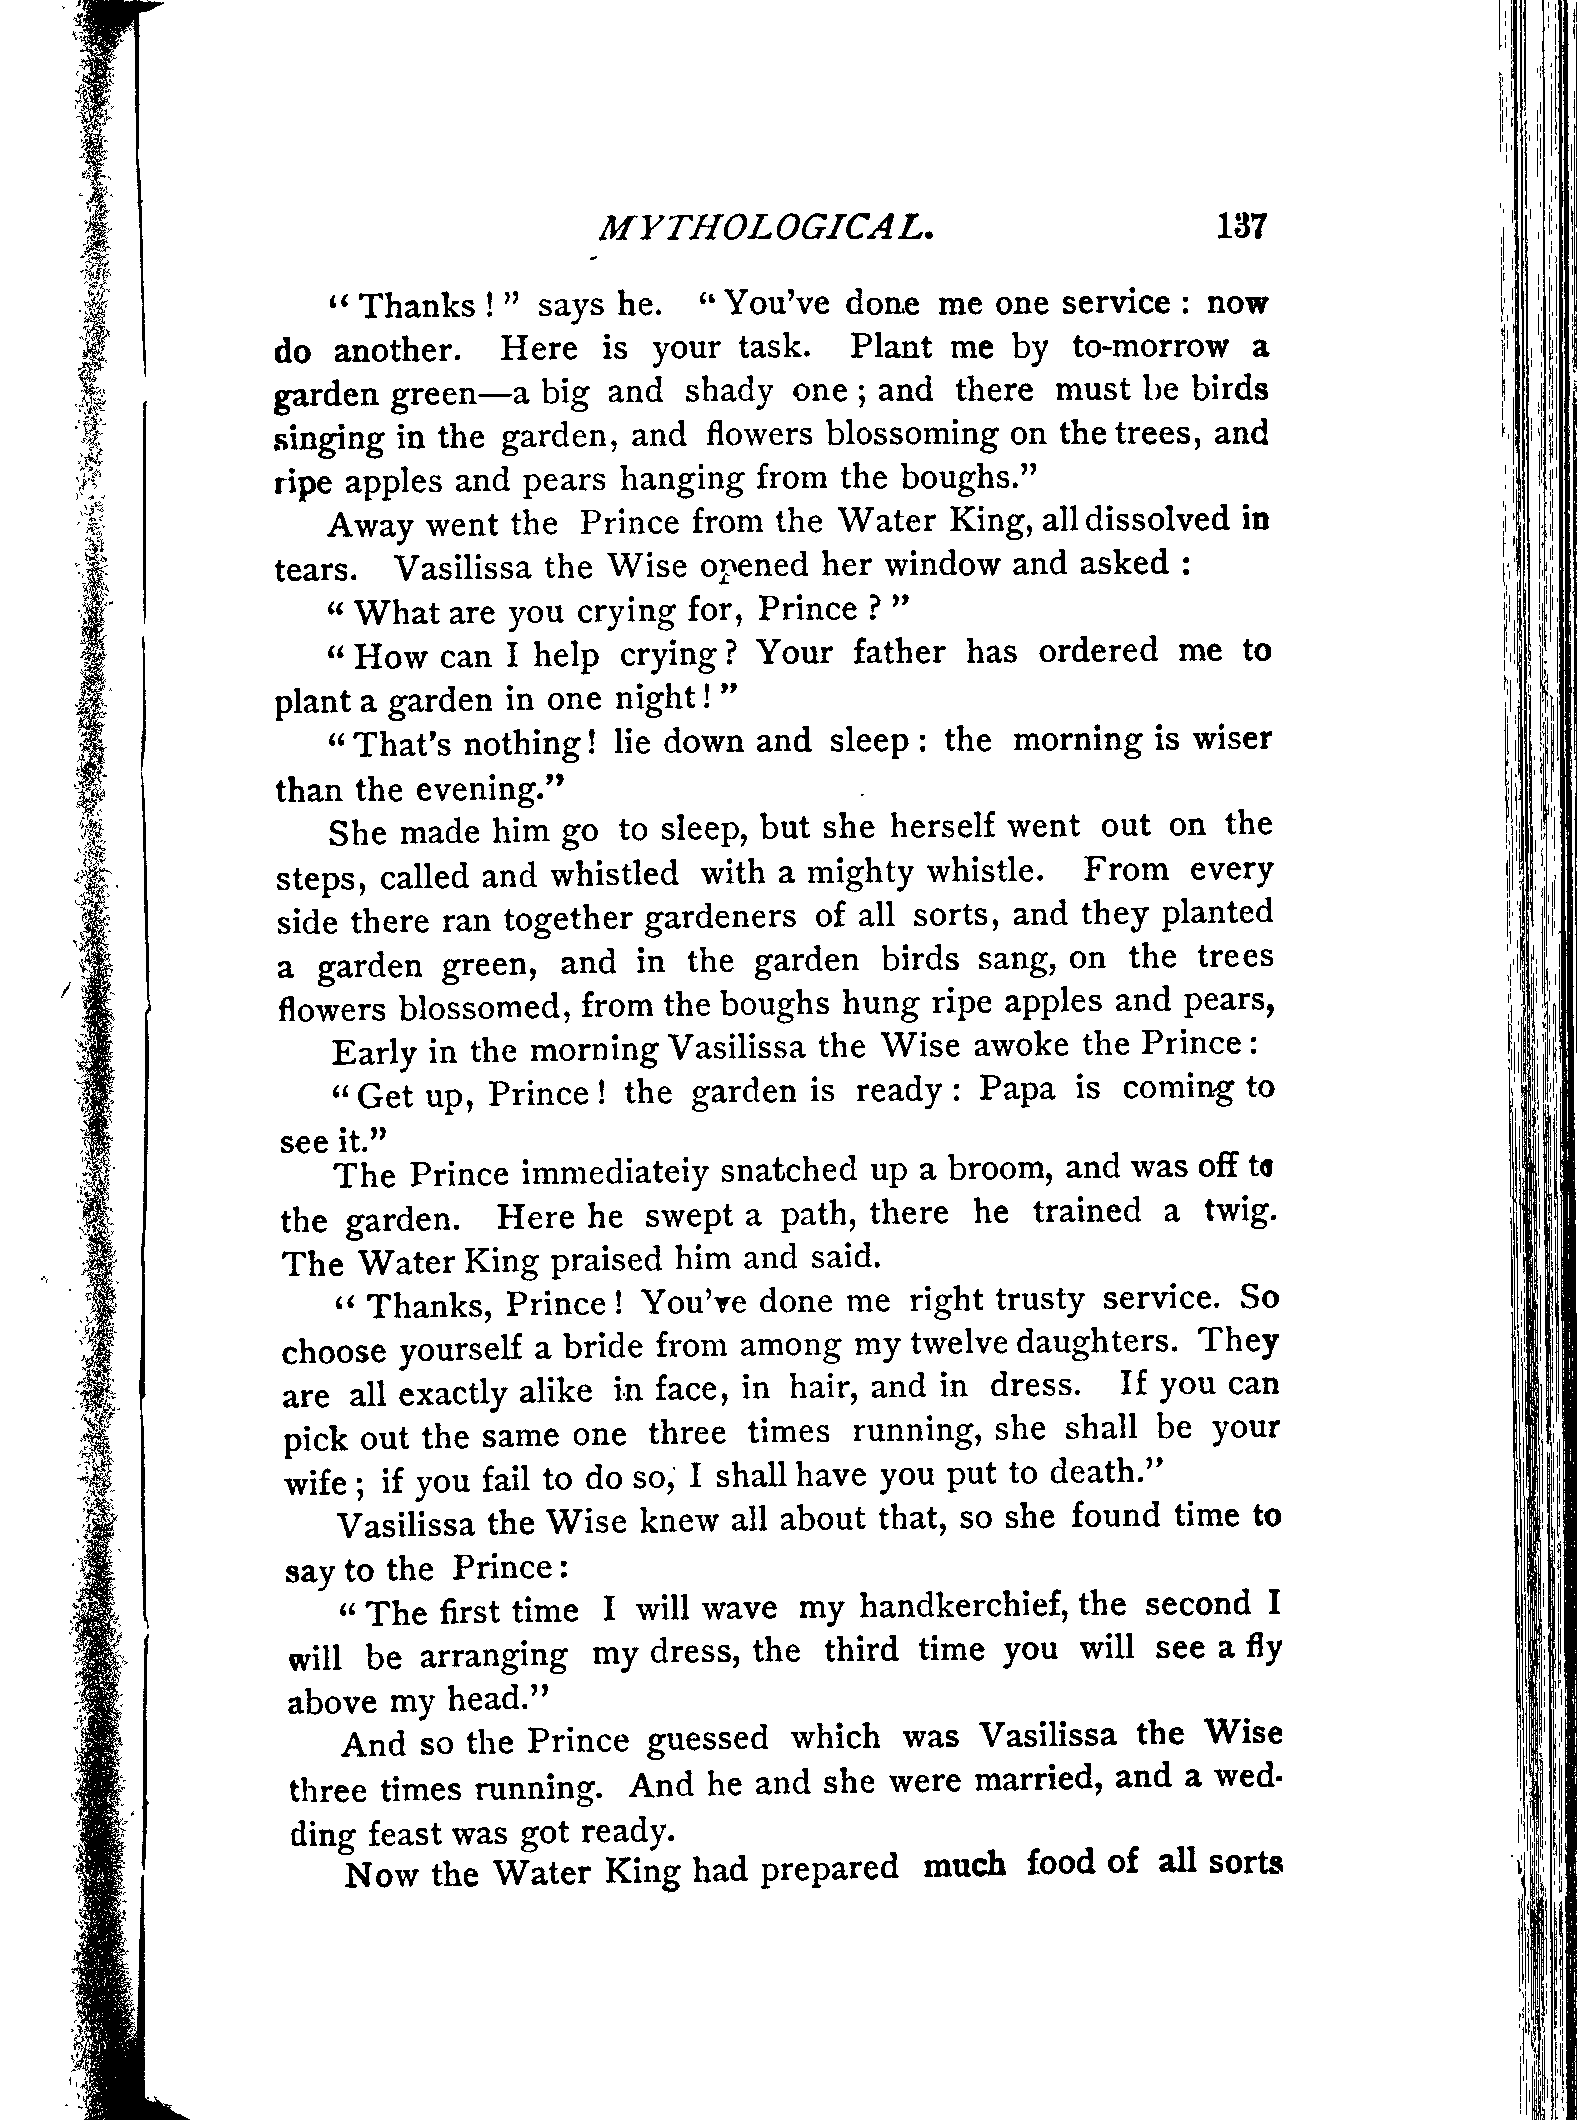 MYTHOLOGICAL. 137
"Thanks!" says he. "You've done me one service: now
do another. Here is your task. Plant me by to-morrow a
garden green—a big and shady one; and there must be birds
singing in the garden, and flowers blossoming on the trees, and
ripe apples and pears hanging from the boughs."
Away went the Prince from the Water King, all dissolved in
tears. Vasilissa the Wise opened her window and asked:
"What are you crying for, Prince?"
"How can I help crying? Your father has ordered me to
plant a garden in one night!"
"That's nothing! lie down and sleep: the morning is wiser
than the evening."
She made him go to sleep, but she herself went out on the
steps, called and whistled with a mighty whistle. From every
side there ran together gardeners of all sorts, and they planted
a garden green, and in the garden birds sang, on the trees
flowers blossomed, from the boughs hung ripe apples and pears,
Early in the morning Vasilissa the Wise awoke the Prince:
"Get up, Prince! the garden is ready: Papa is coming to
see it."
The Prince immediateiy snatched up a broom, and was off to
the garden. Here he swept a path, there he trained a twig.
The Water King praised him and said.
"Thanks, Prince! You've done me right trusty service. So
choose yourself a bride from among my twelve daughters. They
are all exactly alike in face, in hair, and in dress. If you can
pick out the same one three times running, she shall be your
wife; if you fail to do so, I shall have you put to death."
Vasilissa the Wise knew all about that, so she found time to
say to the Prince:
"The first time I will wave my handkerchief, the second I
will be arranging my dress, the third time you will see a fly
above my head."
And so the Prince guessed which was Vasilissa the Wise
three times running. And he and she were married, and a wed-
ding feast was got ready.
Now the Water King had prepared much food of all sorts